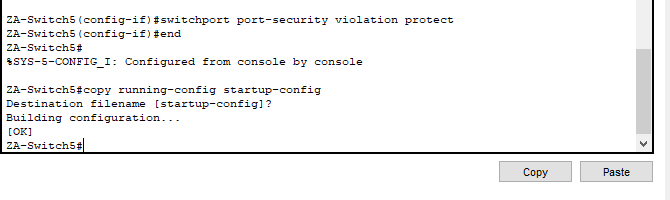 ZA-Switch5(config-if)#switchport port-security violation protect
ZA-Switch5(config-if)#end
ZA-Switch5#
%SYS-5-CONFIG_I: Configured from console by console
ZA-Switch5#copy running-config startup-config
Destination filename [startup-config]?
Building configuration...
[OK]
ZA-Switch5#
Copy Paste